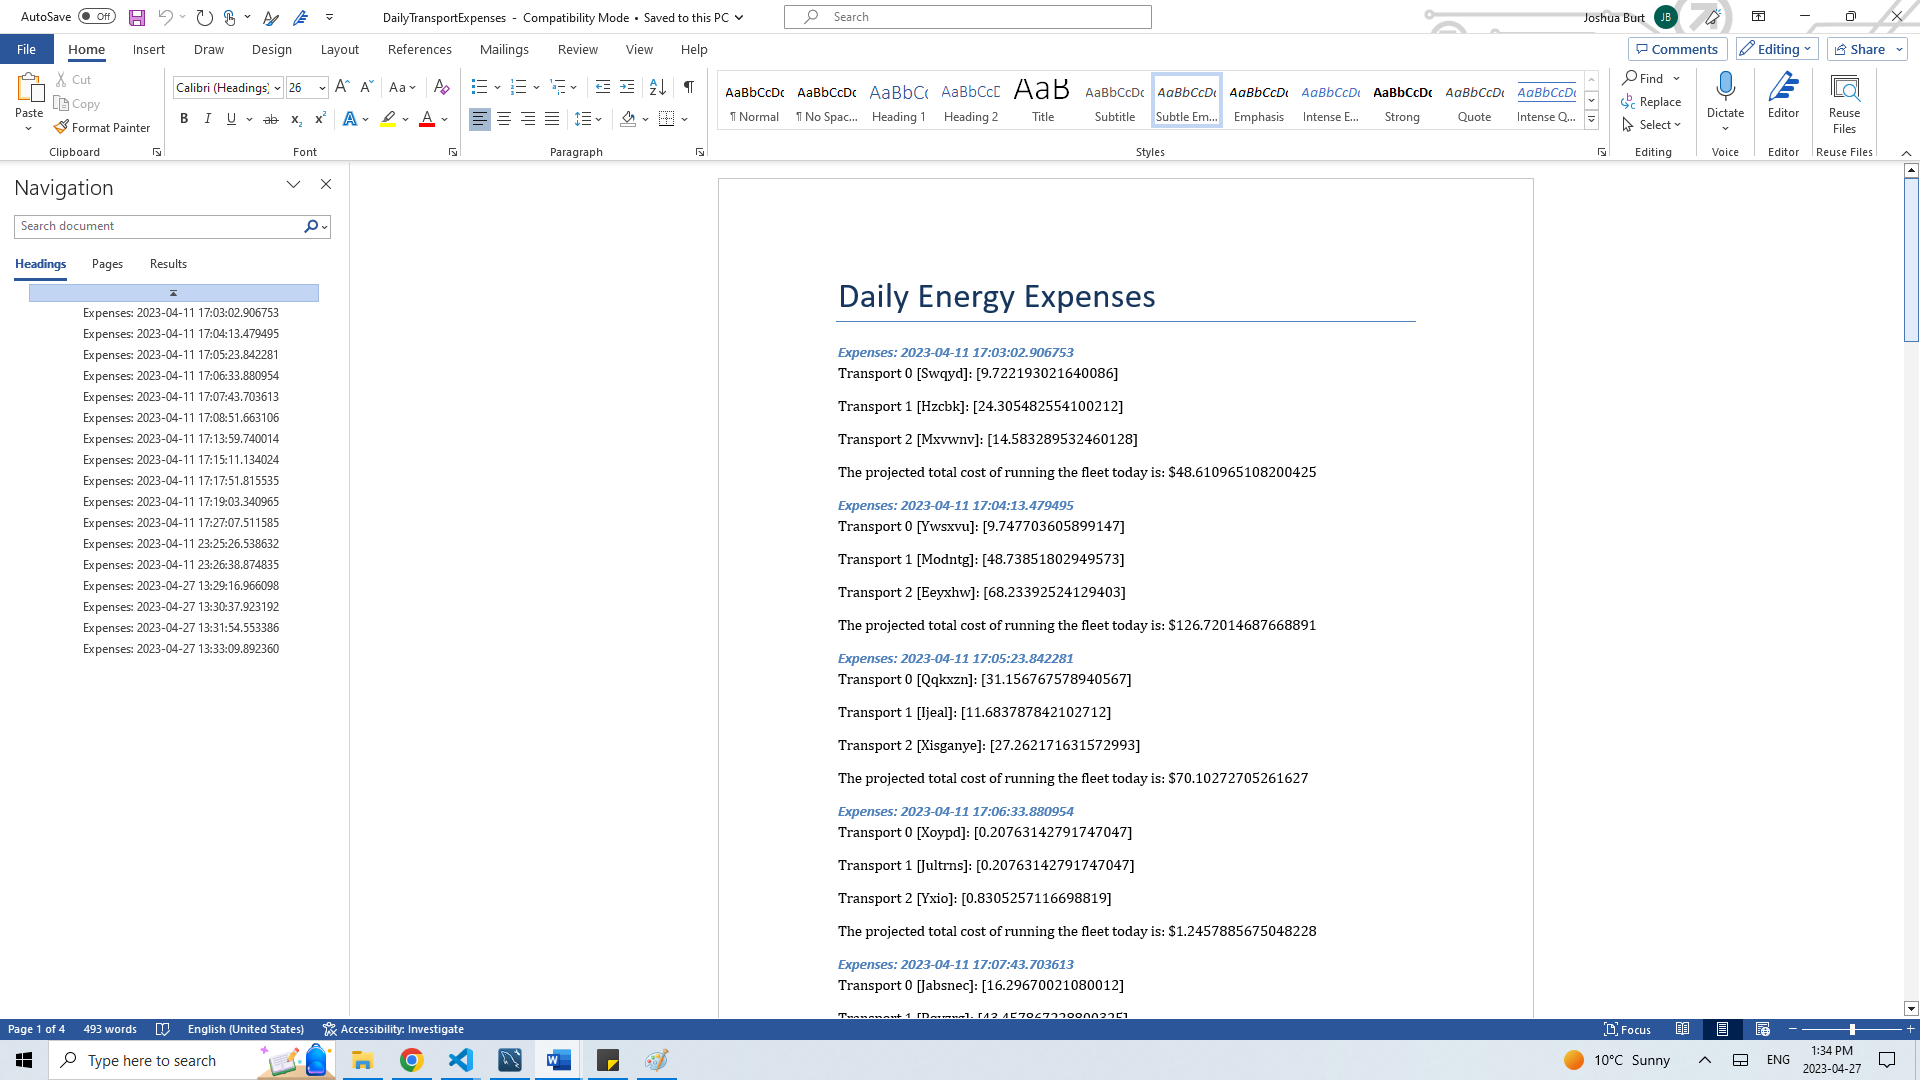 AutoSave Off DailyTransportExpenses - Compatibility Mode • Saved to this PC Search Joshua Burt JB
File Home Insert Draw Design Layout References Mailings Review View Help Comments Editing Share
Paste Cut Copy Format Painter
Clipboard
Calibri (Headings) 26 Aa
B I U ab x₂ x² A A
Font
Paragraph
AaBbCcDc ¶ Normal
AaBbCcDc ¶ No Spac...
AaBbCc Heading 1
AaBbCcD Heading 2
AaB Title
AaBbCcDc Subtitle
AaBbCcDc Subtle Em...
AaBbCcDc Emphasis
AaBbCcDc Intense E...
AaBbCcDc Strong
AaBbCcDc Quote
AaBbCcDc Intense Q...
Styles
Find
Replace
Select
Editing
Dictate
Voice
Editor
Editor
Reuse Files
Reuse Files
Navigation
Search document
Headings Pages Results
Expenses: 2023-04-11 17:03:02.906753
Expenses: 2023-04-11 17:04:13.479495
Expenses: 2023-04-11 17:05:23.842281
Expenses: 2023-04-11 17:06:33.880954
Expenses: 2023-04-11 17:07:43.703613
Expenses: 2023-04-11 17:08:51.663106
Expenses: 2023-04-11 17:13:59.740014
Expenses: 2023-04-11 17:15:11.134024
Expenses: 2023-04-11 17:17:51.815535
Expenses: 2023-04-11 17:19:03.340965
Expenses: 2023-04-11 17:27:07.511585
Expenses: 2023-04-11 23:25:26.538632
Expenses: 2023-04-11 23:26:38.874835
Expenses: 2023-04-27 13:29:16.966098
Expenses: 2023-04-27 13:30:37.923192
Expenses: 2023-04-27 13:31:54.553386
Expenses: 2023-04-27 13:33:09.892360
Daily Energy Expenses
Expenses: 2023-04-11 17:03:02.906753
Transport 0 [Swqyd]: [9.722193021640086]
Transport 1 [Hzcbk]: [24.305482554100212]
Transport 2 [Mxvwnv]: [14.583289532460128]
The projected total cost of running the fleet today is: $48.610965108200425
Expenses: 2023-04-11 17:04:13.479495
Transport 0 [Ywsxvu]: [9.747703605899147]
Transport 1 [Modntg]: [48.73851802949573]
Transport 2 [Eeyxhw]: [68.23392524129403]
The projected total cost of running the fleet today is: $126.72014687668891
Expenses: 2023-04-11 17:05:23.842281
Transport 0 [Qqkxzn]: [31.156767578940567]
Transport 1 [Ijeal]: [11.683787842102712]
Transport 2 [Xisganye]: [27.262171631572993]
The projected total cost of running the fleet today is: $70.10272705261627
Expenses: 2023-04-11 17:06:33.880954
Transport 0 [Xoypd]: [0.20763142791747047]
Transport 1 [Jultrns]: [0.20763142791747047]
Transport 2 [Yxio]: [0.8305257116698819]
The projected total cost of running the fleet today is: $1.2457885675048228
Expenses: 2023-04-11 17:07:43.703613
Transport 0 [Jabsnec]: [16.29670021080012]
Transport 1
Page 1 of 4 493 words English (United States) Accessibility: Investigate Focus
Type here to search 10°C Sunny ENG 1:34 PM
2023-04-27